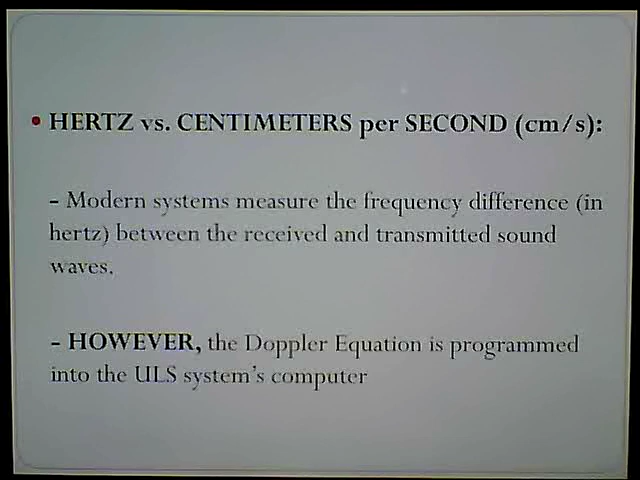 • HERTZ vs. CENTIMETERS per SECOND (cm/s):
– Modern systems measure the frequency difference (in
hertz) between the received and transmitted sound
waves.
– HOWEVER, the Doppler Equation is programmed
into the ULS system's computer